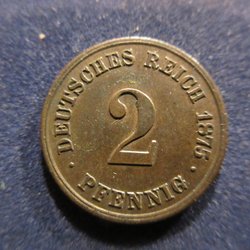 DEUTSCHES REICH 1875
2
· PFENNIG ·